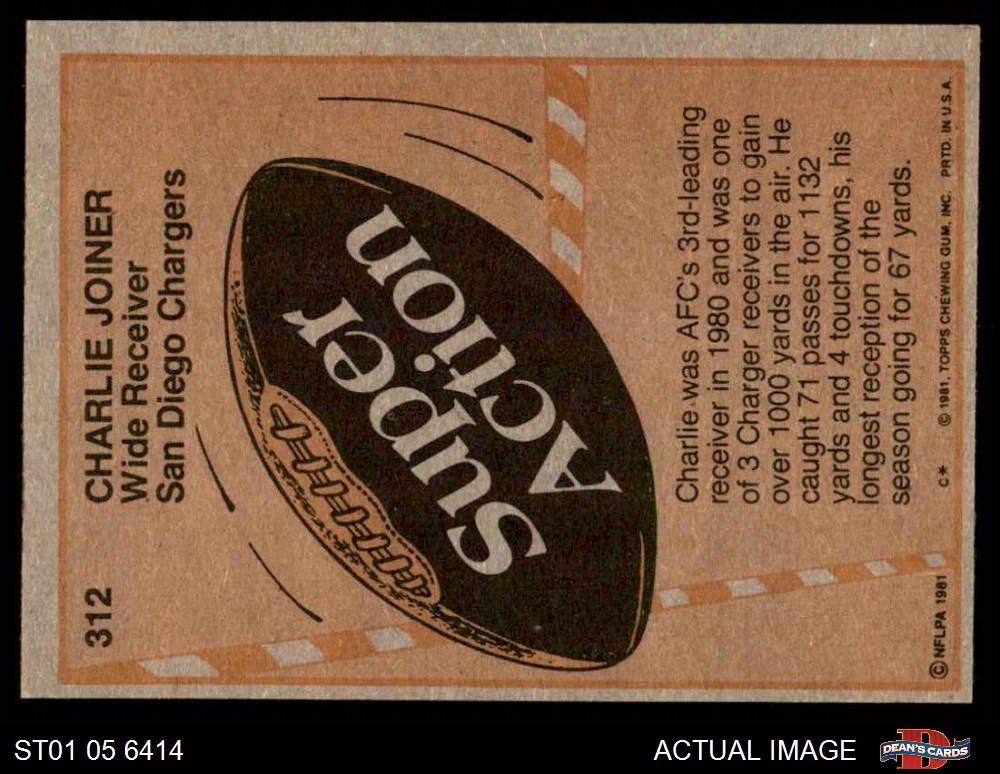 312
CHARLIE JOINER
Wide Receiver
San Diego Chargers
Super
Action
Charlie was AFC's 3rd-leading
receiver in 1980 and was one
of 3 Charger receivers to gain
over 1000 yards in the air. He
caught 71 passes for 1132
yards and 4 touchdowns, his
longest reception of the
season going for 67 yards.
© NFLPA 1981
C* © 1981, TOPPS CHEWING GUM, INC. PRTD. IN U.S.A.
ST01 05 6414
ACTUAL IMAGE
D
DEAN'S CARDS